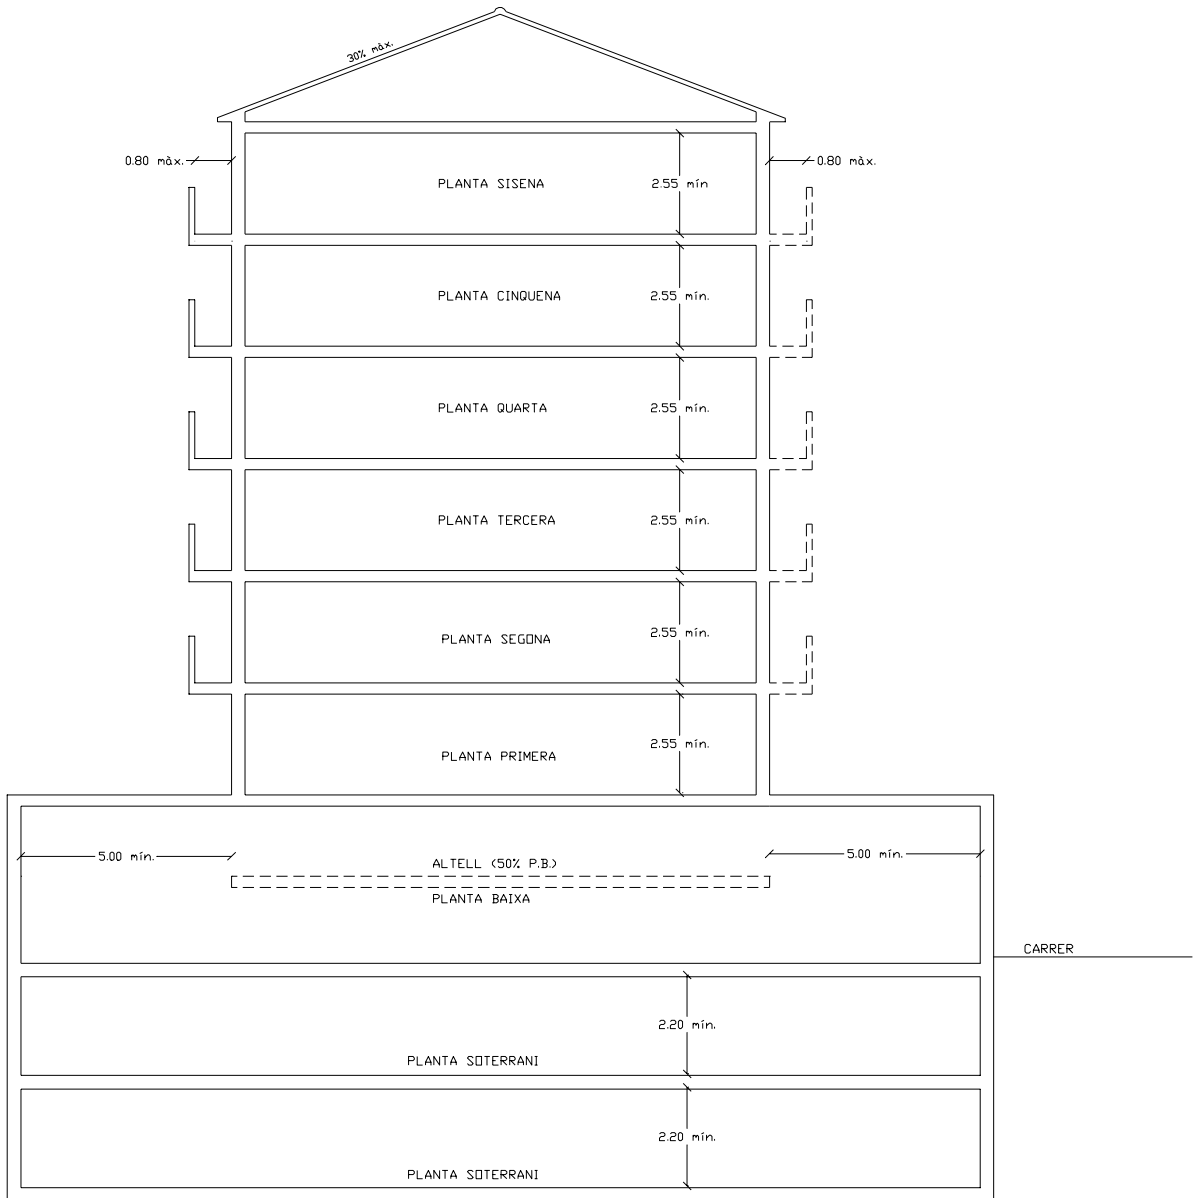 30% màx.
0.80 màx.
0.80 màx.
PLANTA SISENA
2.55 mín
PLANTA CINQUENA
2.55 mín.
PLANTA QUARTA
2.55 mín.
PLANTA TERCERA
2.55 mín.
PLANTA SEGONA
2.55 mín.
PLANTA PRIMERA
2.55 mín.
5.00 mín.
ALTELL (50% P.B.)
5.00 mín.
PLANTA BAIXA
CARRER
2.20 mín.
PLANTA SOTERRANI
2.20 mín.
PLANTA SOTERRANI